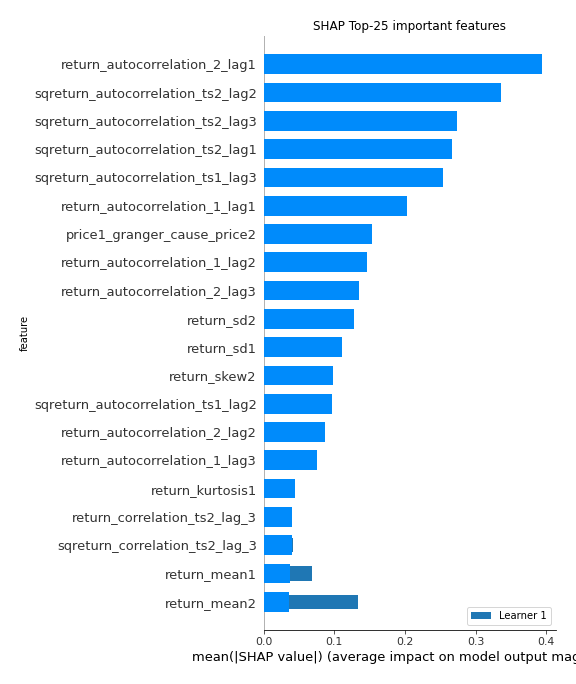 SHAP Top-25 important features
return_autocorrelation_2_lag1
sqreturn_autocorrelation_ts2_lag2
sqreturn_autocorrelation_ts2_lag3
sqreturn_autocorrelation_ts2_lag1
sqreturn_autocorrelation_ts1_lag3
return_autocorrelation_1_lag1
price1_granger_cause_price2
return_autocorrelation_1_lag2
return_autocorrelation_2_lag3
return_sd2
return_sd1
return_skew2
sqreturn_autocorrelation_ts1_lag2
return_autocorrelation_2_lag2
return_autocorrelation_1_lag3
return_kurtosis1
return_correlation_ts2_lag_3
sqreturn_correlation_ts2_lag_3
return_mean1
return_mean2
feature
Learner 1
0.0 0.1 0.2 0.3 0.4
mean(|SHAP value|) (average impact on model output mag